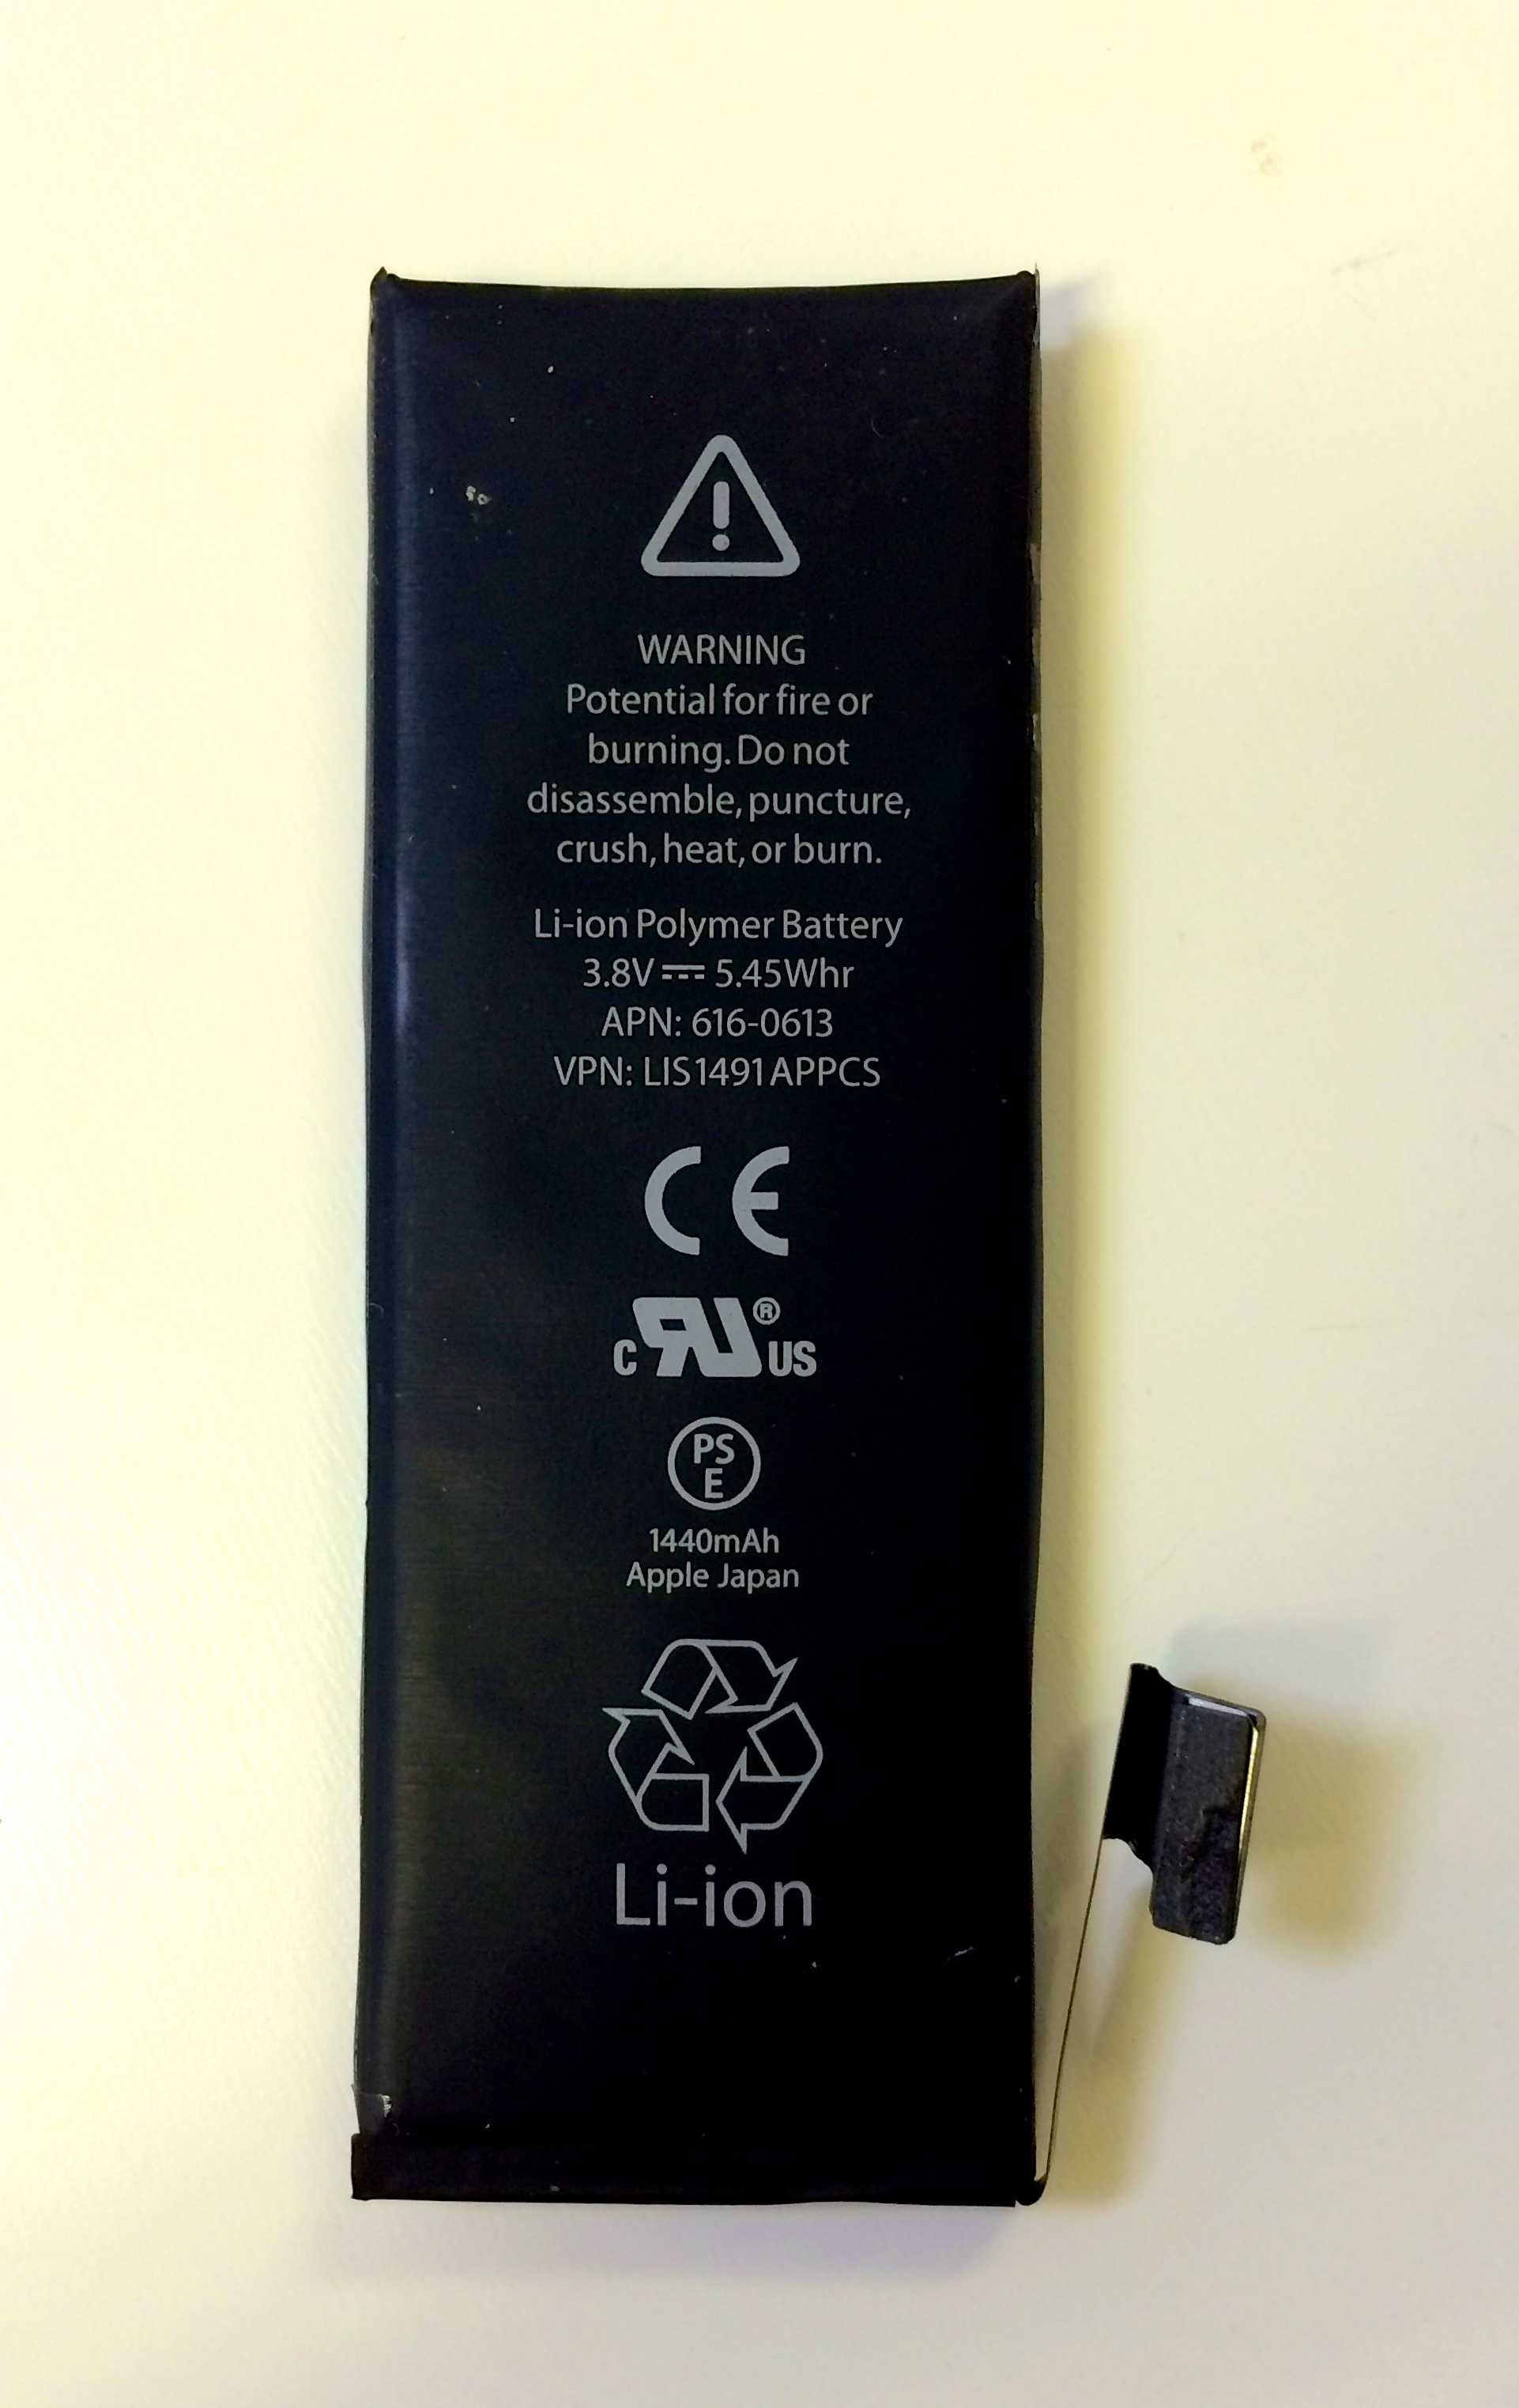 WARNING
Potential for fire or
burning. Do not
disassemble, puncture,
crush, heat, or burn.
Li-ion Polymer Battery
3.8V ⎓ 5.45Whr
APN: 616-0613
VPN: LIS1491APPCS
CE
c RU ® US
PS
E
1440mAh
Apple Japan
Li-ion